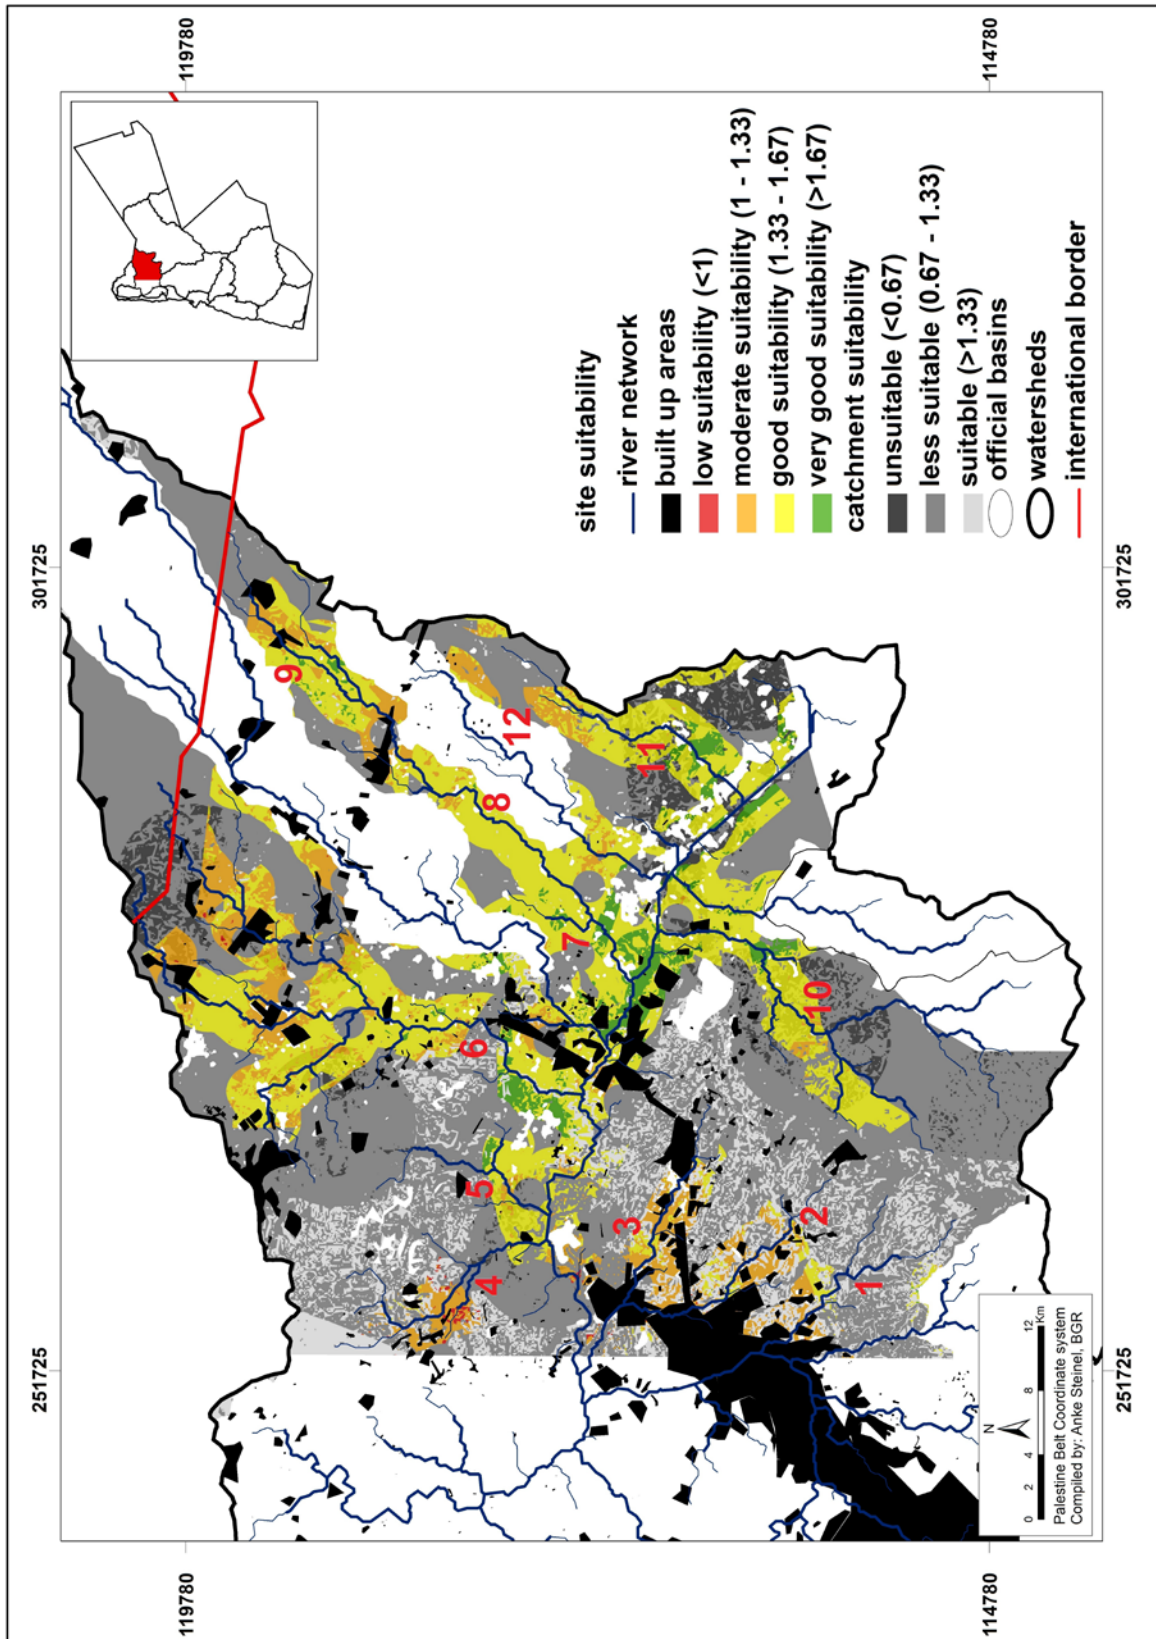 119780
114780
301725
251725
301725
251725
119780
114780
site suitability
river network
built up areas
low suitability (<1)
moderate suitability (1 - 1.33)
good suitability (1.33 - 1.67)
very good suitability (>1.67)
catchment suitability
unsuitable (<0.67)
less suitable (0.67 - 1.33)
suitable (>1.33)
official basins
watersheds
international border
1
2
3
4
5
6
7
8
9
10
11
12
N
0 2 4 8 12
Km
Palestine Belt Coordinate system
Compiled by: Anke Steinel, BGR